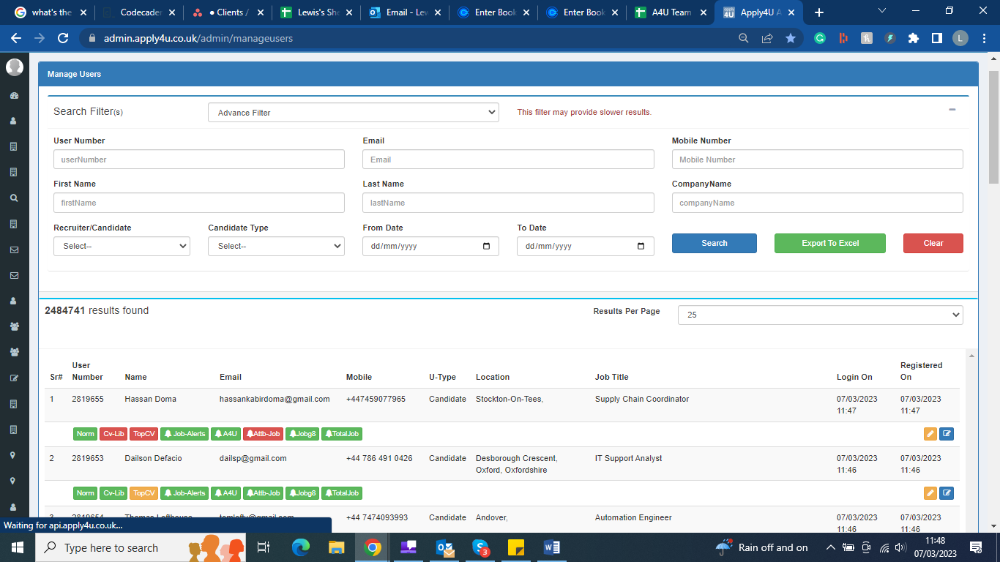 what's the
Codecader
● Clients /
Lewis's She
Email - Lew
Enter Book
Enter Book
A4U Team
Apply4U A
admin.apply4u.co.uk/admin/manageusers
L
Manage Users
Search Filter(s)
Advance Filter
This filter may provide slower results.
User Number
Email
Mobile Number
userNumber
Email
Mobile Number
First Name
Last Name
CompanyName
firstName
lastName
companyName
Recruiter/Candidate
Candidate Type
From Date
To Date
Select--
Select--
dd/mm/yyyy
dd/mm/yyyy
Search
Export To Excel
Clear
2484741 results found
Results Per Page
25
Sr# User Number Name Email Mobile U-Type Location Job Title Login On Registered On
1 2819655 Hassan Doma hassankabirdoma@gmail.com +447459077965 Candidate Stockton-On-Tees, Supply Chain Coordinator 07/03/2023 11:47 07/03/2023 11:47
Norm Cv-Lib TopCV Job-Alerts A4U Attb-Job Jobg8 TotalJob
2 2819653 Dailson Defacio dailsp@gmail.com +44 786 491 0426 Candidate Desborough Crescent, Oxford, Oxfordshire IT Support Analyst 07/03/2023 11:46 07/03/2023 11:46
Norm Cv-Lib TopCV Job-Alerts A4U Attb-Job Jobg8 TotalJob
3 2819654 Thomas Lofthouse tomloftu@gmail.com +44 7474093993 Candidate Andover, Automation Engineer 07/03/2023 11:46 07/03/2023 11:46
Waiting for api.apply4u.co.uk...
Type here to search
3
Rain off and on
11:48
07/03/2023